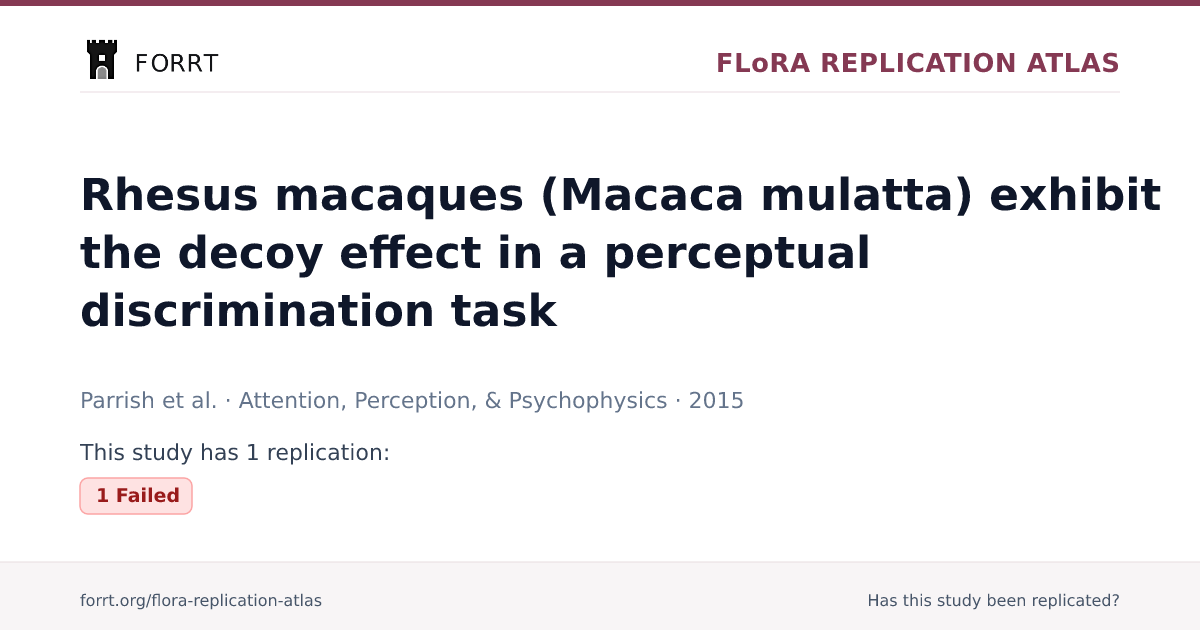 FORRT
FLoRA REPLICATION ATLAS
Rhesus macaques (Macaca mulatta) exhibit
the decoy effect in a perceptual
discrimination task
Parrish et al. · Attention, Perception, & Psychophysics · 2015
This study has 1 replication:
1 Failed
forrt.org/flora-replication-atlas
Has this study been replicated?